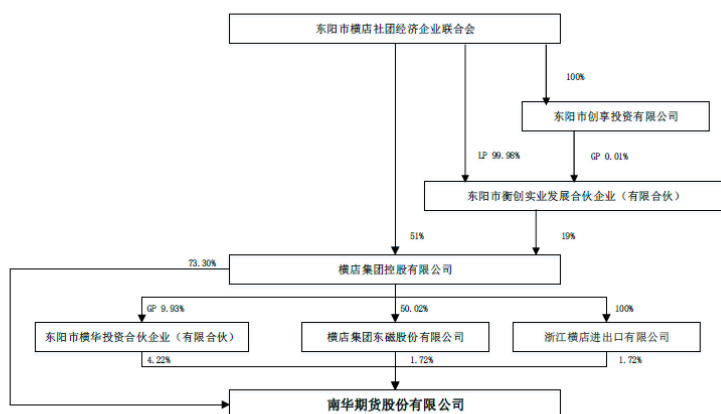 东阳市横店社团经济企业联合会
100%
东阳市创享投资有限公司
LP 99.98%
GP 0.01%
东阳市衡创实业发展合伙企业（有限合伙）
51%
19%
73.30%
横店集团控股有限公司
GP 9.93%
50.02%
100%
东阳市横华投资合伙企业（有限合伙）
横店集团东磁股份有限公司
浙江横店进出口有限公司
4.22%
1.72%
1.72%
南华期货股份有限公司